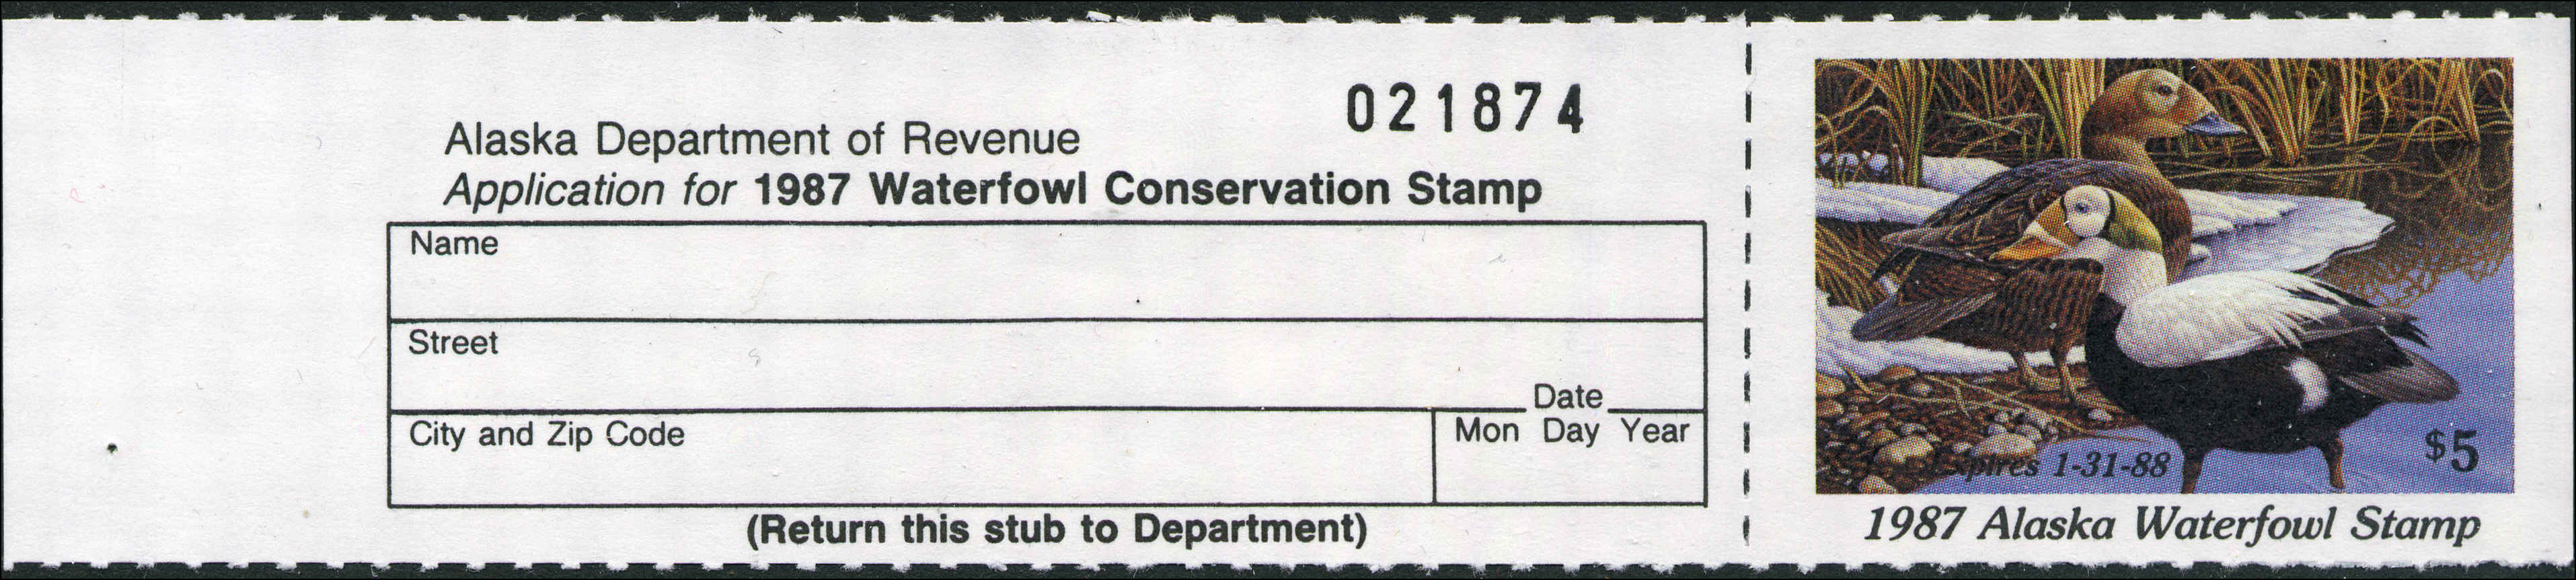 021874
Alaska Department of Revenue
Application for 1987 Waterfowl Conservation Stamp
Name
Street
Date
City and Zip Code
Mon Day Year
(Return this stub to Department)
Expires 1-31-88
$5
1987 Alaska Waterfowl Stamp